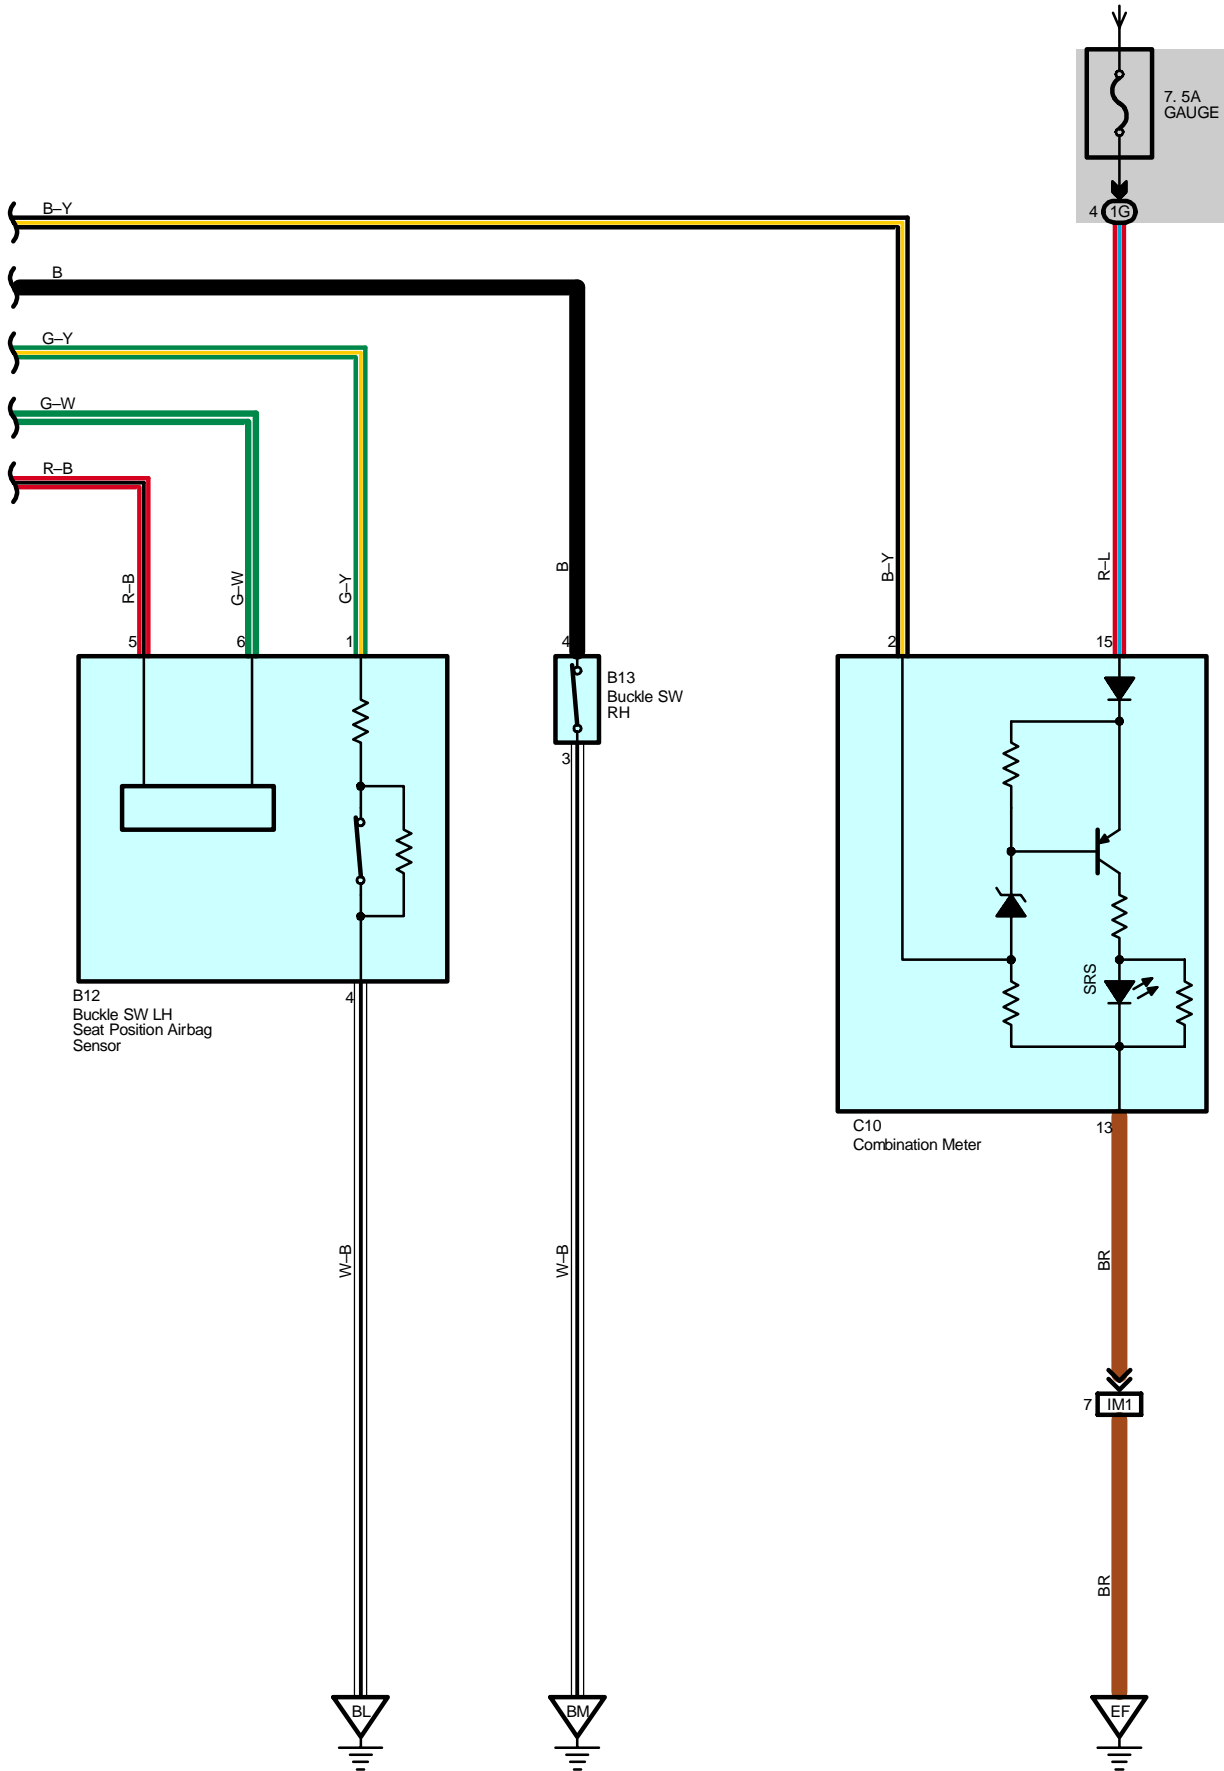 7. 5A
GAUGE
4 1G
B–Y
B
G–Y
G–W
R–B
R–B
G–W
G–Y
B
B–Y
R–L
5
6
1
4
2
15
B13
Buckle SW
RH
3
SRS
B12
Buckle SW LH
Seat Position Airbag
Sensor
4
C10
Combination Meter
13
W–B
W–B
BR
7 IM1
BR
BL
BM
EF